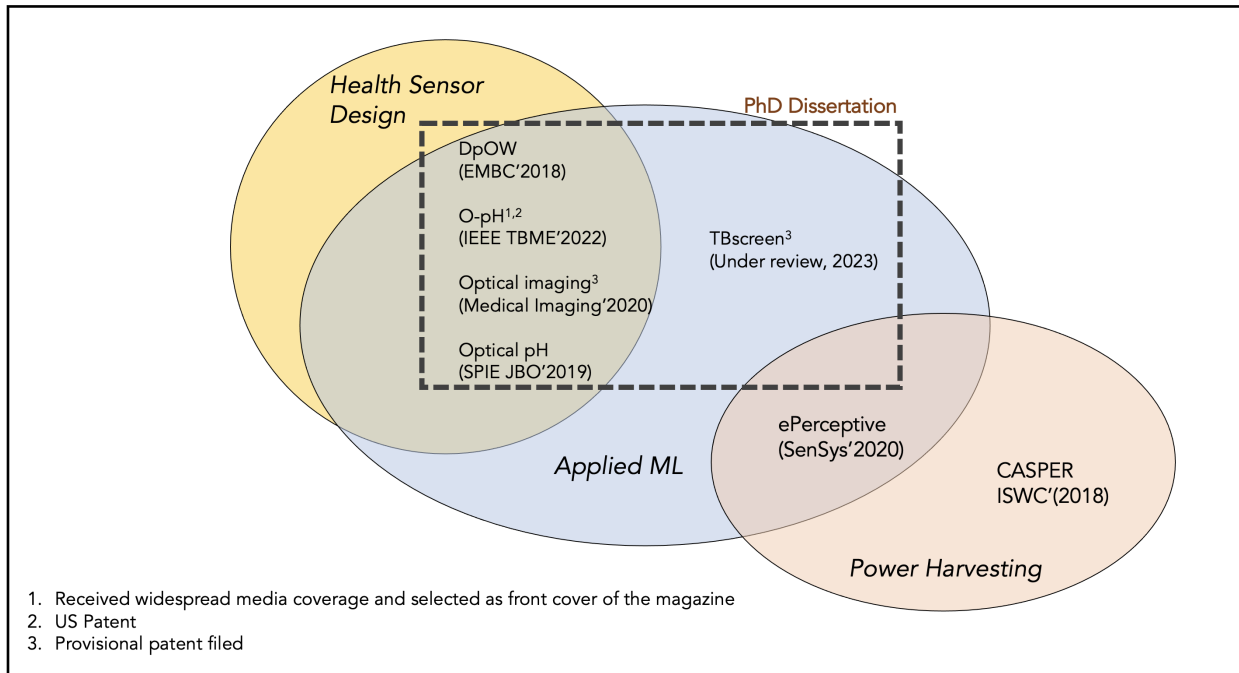 Health Sensor
Design
PhD Dissertation
DpOW
(EMBC'2018)
O-pH1,2
(IEEE TBME'2022)
TBscreen3
(Under review, 2023)
Optical imaging3
(Medical Imaging'2020)
Optical pH
(SPIE JBO'2019)
ePerceptive
(SenSys'2020)
Applied ML
CASPER
ISWC'(2018)
Power Harvesting
1. Received widespread media coverage and selected as front cover of the magazine
2. US Patent
3. Provisional patent filed